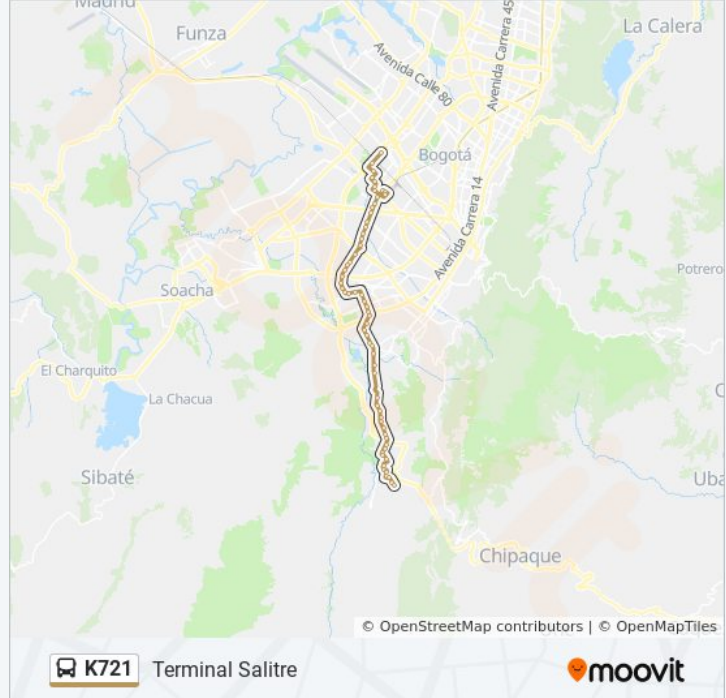 Madrid
Funza
La Calera
Avenida Calle 80
Avenida Carrera 45
Bogotá
Avenida Carrera 14
Potrero
Soacha
El Charquito
La Chacua
Sibaté
Uba
Chipaque
© OpenStreetMap contributors | © OpenMapTiles
K721 Terminal Salitre
moovit